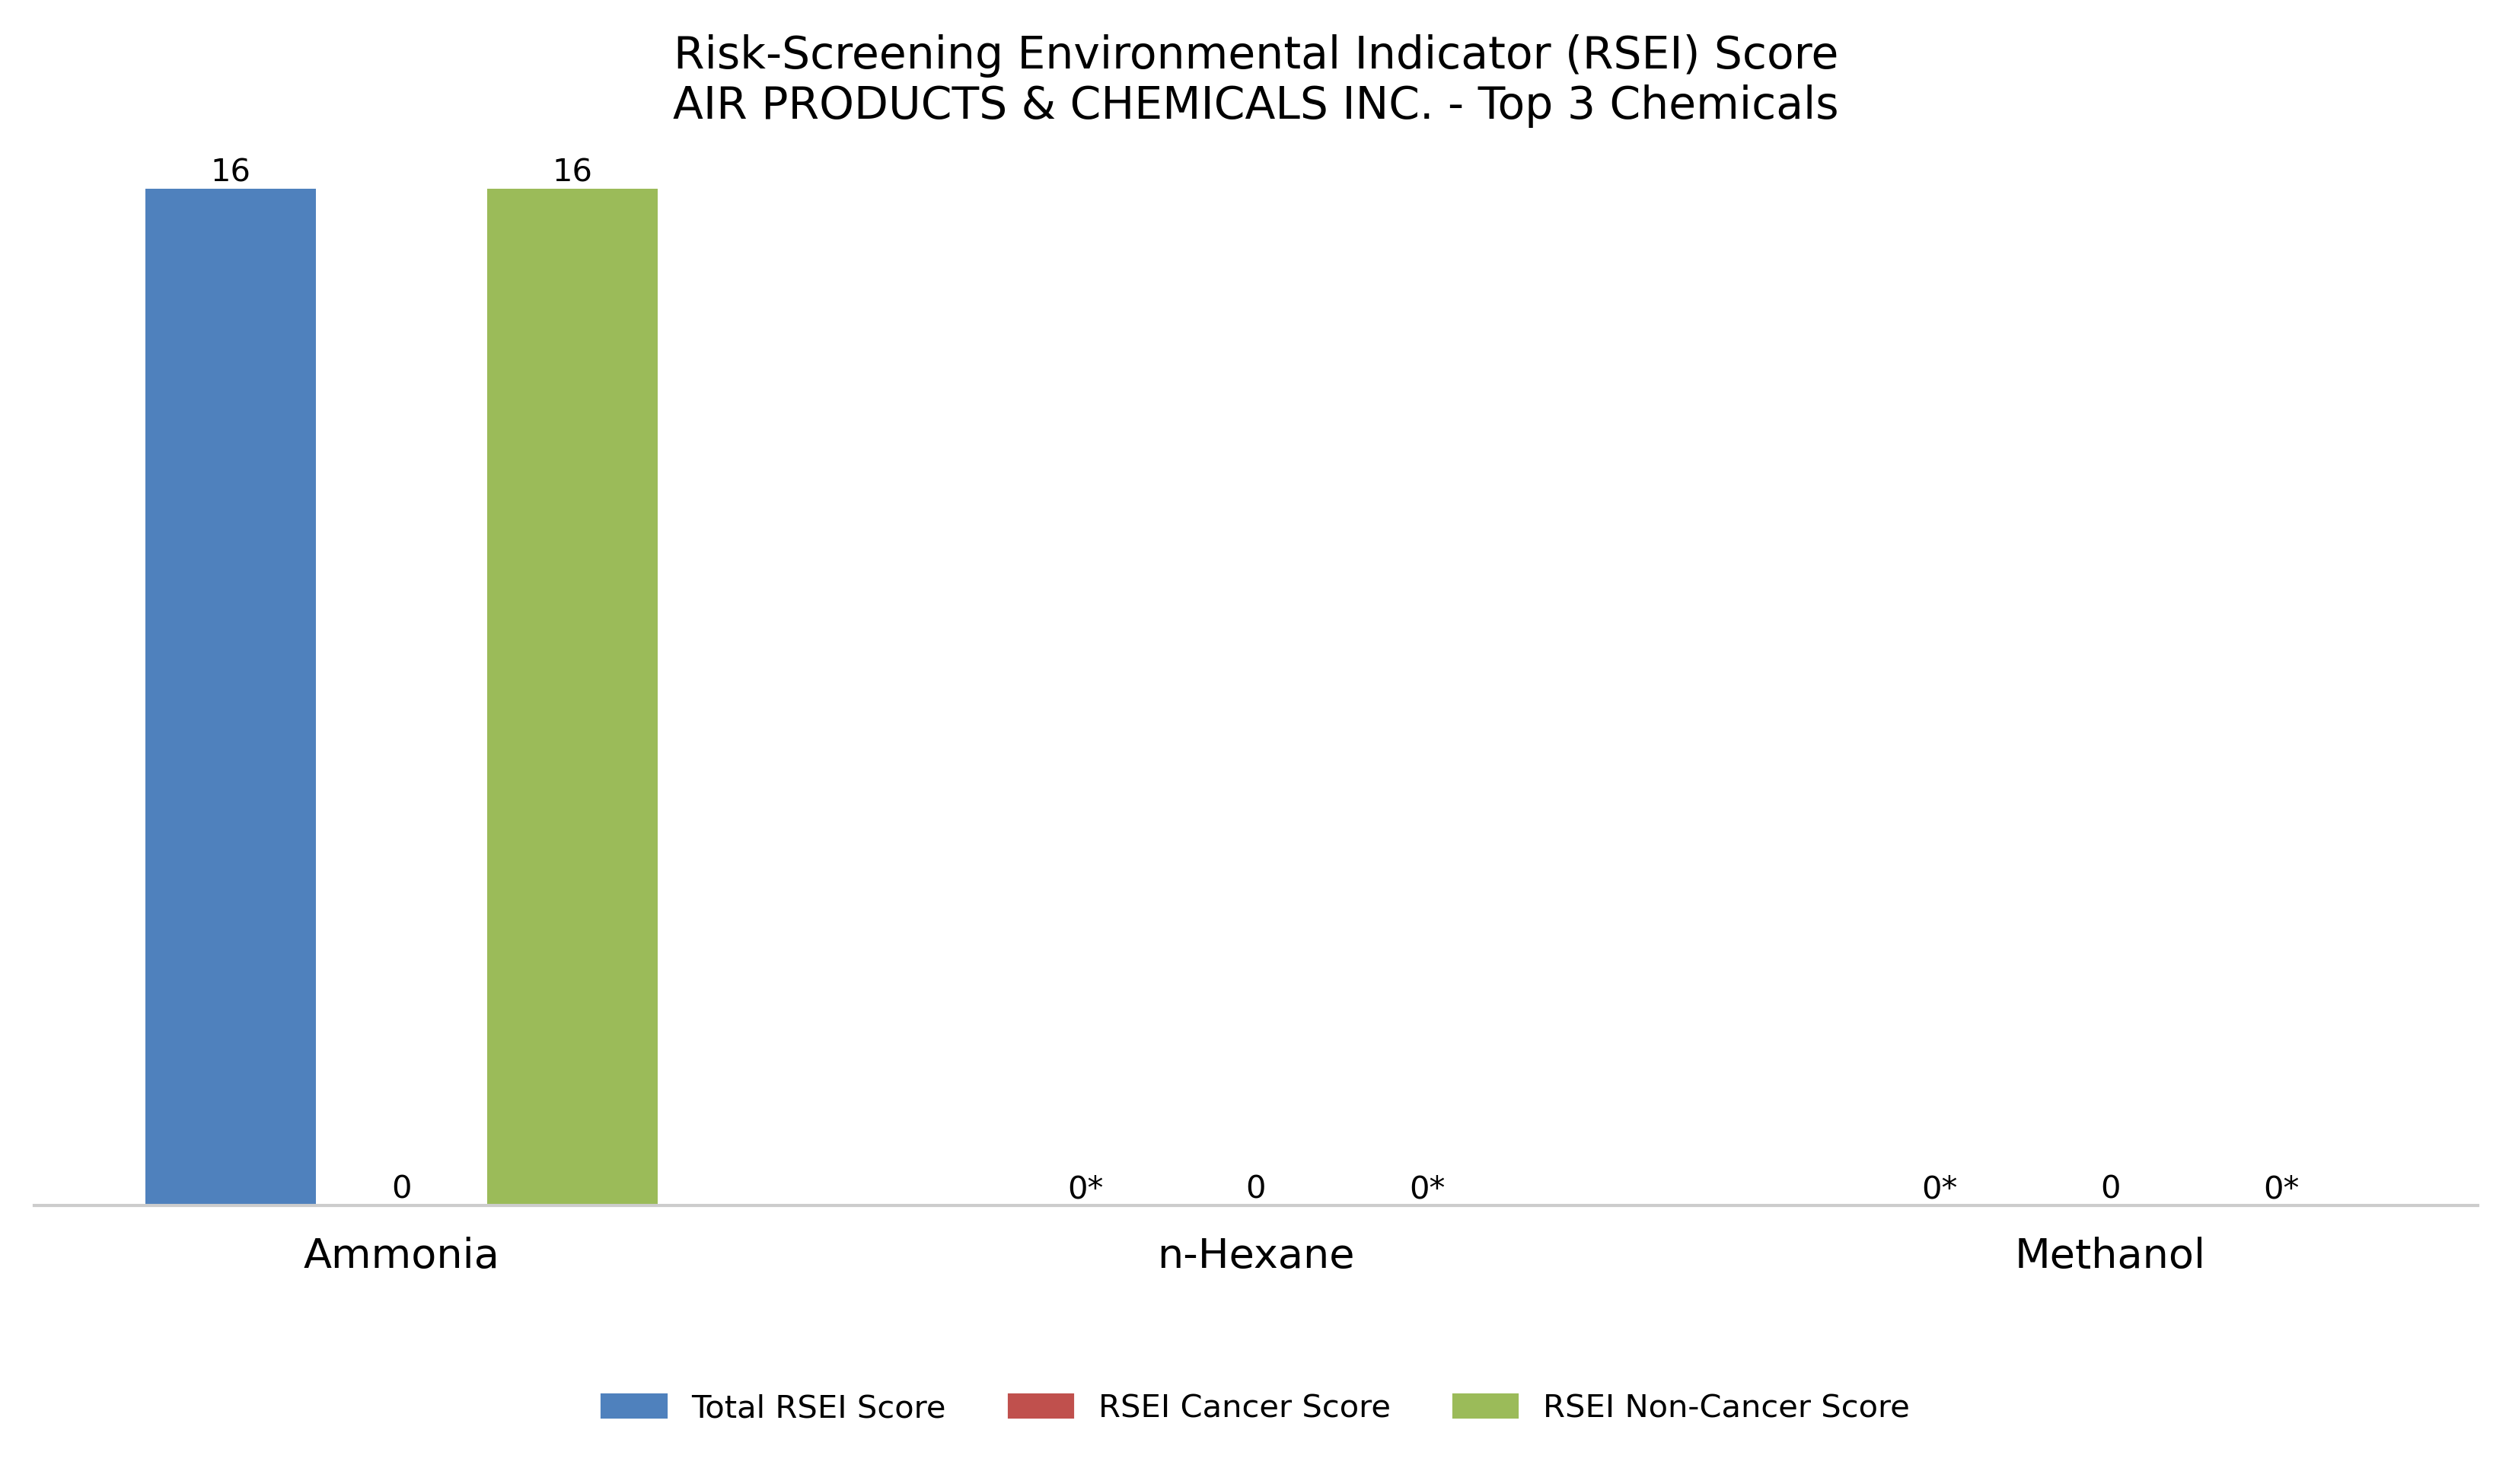 Risk-Screening Environmental Indicator (RSEI) Score
AIR PRODUCTS & CHEMICALS INC. - Top 3 Chemicals
16
16
0
0*
0
0*
0*
0
0*
Ammonia
n-Hexane
Methanol
Total RSEI Score
RSEI Cancer Score
RSEI Non-Cancer Score